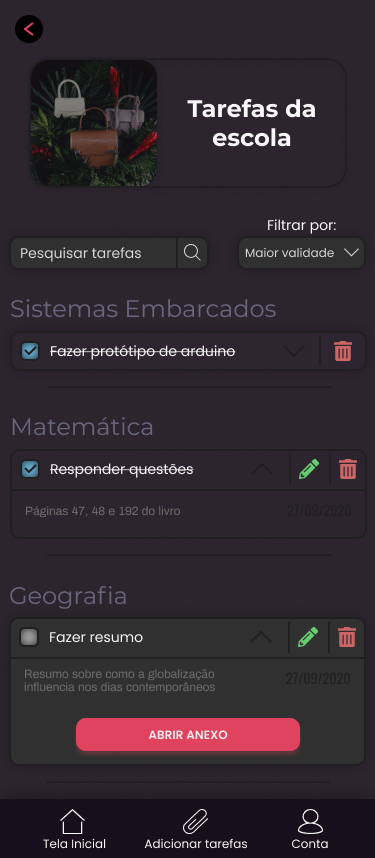 Tarefas da
escola
Filtrar por:
Pesquisar tarefas
Maior validade
Sistemas Embarcados
Fazer protótipo de arduino
Matemática
Responder questões
Páginas 47, 48 e 192 do livro
27/09/2020
Geografia
Fazer resumo
Resumo sobre como a globalização
influencia nos dias contemporâneos
27/09/2020
ABRIR ANEXO
Tela Inicial
Adicionar tarefas
Conta